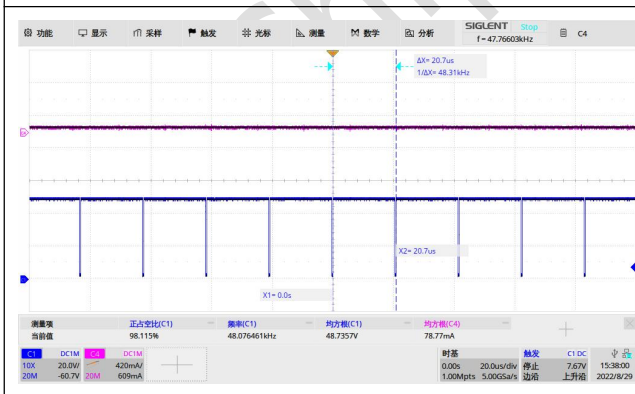 功能 显示 采样 触发 光标 测量 数学 分析 SIGLENT Stop C4
f = 47.76603kHz
ΔX= 20.7us
1/ΔX= 48.31kHz
X2= 20.7us
X1= 0.0s
测量项 正占空比(C1) 频率(C1) 均方根(C1) 均方根(C4)
当前值 98.115% 48.076461kHz 48.7357V 78.77mA
C1 DC1M C4 DC1M 时基 触发 C1 DC
10X 20.0V/ 420mA/ 0.00s 20.0us/div 停止 7.67V 15:38:00
20M -60.7V 20M 609mA 1.00Mpts 5.00GSa/s 边沿 上升沿 2022/8/29